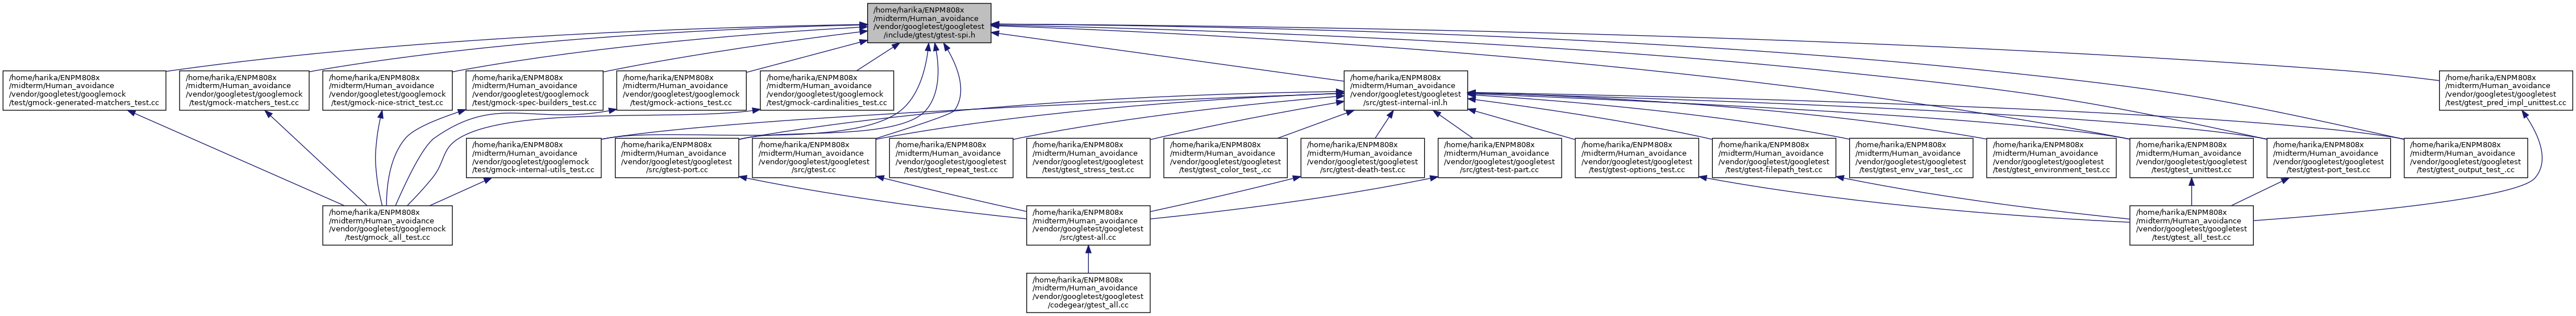 /home/harika/ENPM808x
/midterm/Human_avoidance
/vendor/googletest/googletest
/include/gtest/gtest-spi.h
/home/harika/ENPM808x
/midterm/Human_avoidance
/vendor/googletest/googlemock
/test/gmock-generated-matchers_test.cc
/home/harika/ENPM808x
/midterm/Human_avoidance
/vendor/googletest/googlemock
/test/gmock-matchers_test.cc
/home/harika/ENPM808x
/midterm/Human_avoidance
/vendor/googletest/googlemock
/test/gmock-nice-strict_test.cc
/home/harika/ENPM808x
/midterm/Human_avoidance
/vendor/googletest/googlemock
/test/gmock-spec-builders_test.cc
/home/harika/ENPM808x
/midterm/Human_avoidance
/vendor/googletest/googlemock
/test/gmock-actions_test.cc
/home/harika/ENPM808x
/midterm/Human_avoidance
/vendor/googletest/googlemock
/test/gmock-cardinalities_test.cc
/home/harika/ENPM808x
/midterm/Human_avoidance
/vendor/googletest/googletest
/src/gtest-internal-inl.h
/home/harika/ENPM808x
/midterm/Human_avoidance
/vendor/googletest/googletest
/test/gtest_pred_impl_unittest.cc
/home/harika/ENPM808x
/midterm/Human_avoidance
/vendor/googletest/googlemock
/test/gmock-internal-utils_test.cc
/home/harika/ENPM808x
/midterm/Human_avoidance
/vendor/googletest/googletest
/src/gtest-port.cc
/home/harika/ENPM808x
/midterm/Human_avoidance
/vendor/googletest/googletest
/src/gtest.cc
/home/harika/ENPM808x
/midterm/Human_avoidance
/vendor/googletest/googletest
/test/gtest_repeat_test.cc
/home/harika/ENPM808x
/midterm/Human_avoidance
/vendor/googletest/googletest
/test/gtest_stress_test.cc
/home/harika/ENPM808x
/midterm/Human_avoidance
/vendor/googletest/googletest
/test/gtest_color_test_.cc
/home/harika/ENPM808x
/midterm/Human_avoidance
/vendor/googletest/googletest
/src/gtest-death-test.cc
/home/harika/ENPM808x
/midterm/Human_avoidance
/vendor/googletest/googletest
/src/gtest-test-part.cc
/home/harika/ENPM808x
/midterm/Human_avoidance
/vendor/googletest/googletest
/test/gtest-options_test.cc
/home/harika/ENPM808x
/midterm/Human_avoidance
/vendor/googletest/googletest
/test/gtest-filepath_test.cc
/home/harika/ENPM808x
/midterm/Human_avoidance
/vendor/googletest/googletest
/test/gtest_env_var_test_.cc
/home/harika/ENPM808x
/midterm/Human_avoidance
/vendor/googletest/googletest
/test/gtest_environment_test.cc
/home/harika/ENPM808x
/midterm/Human_avoidance
/vendor/googletest/googletest
/test/gtest_unittest.cc
/home/harika/ENPM808x
/midterm/Human_avoidance
/vendor/googletest/googletest
/test/gtest-port_test.cc
/home/harika/ENPM808x
/midterm/Human_avoidance
/vendor/googletest/googletest
/test/gtest_output_test_.cc
/home/harika/ENPM808x
/midterm/Human_avoidance
/vendor/googletest/googlemock
/test/gmock_all_test.cc
/home/harika/ENPM808x
/midterm/Human_avoidance
/vendor/googletest/googletest
/src/gtest-all.cc
/home/harika/ENPM808x
/midterm/Human_avoidance
/vendor/googletest/googletest
/test/gtest_all_test.cc
/home/harika/ENPM808x
/midterm/Human_avoidance
/vendor/googletest/googletest
/codegear/gtest_all.cc